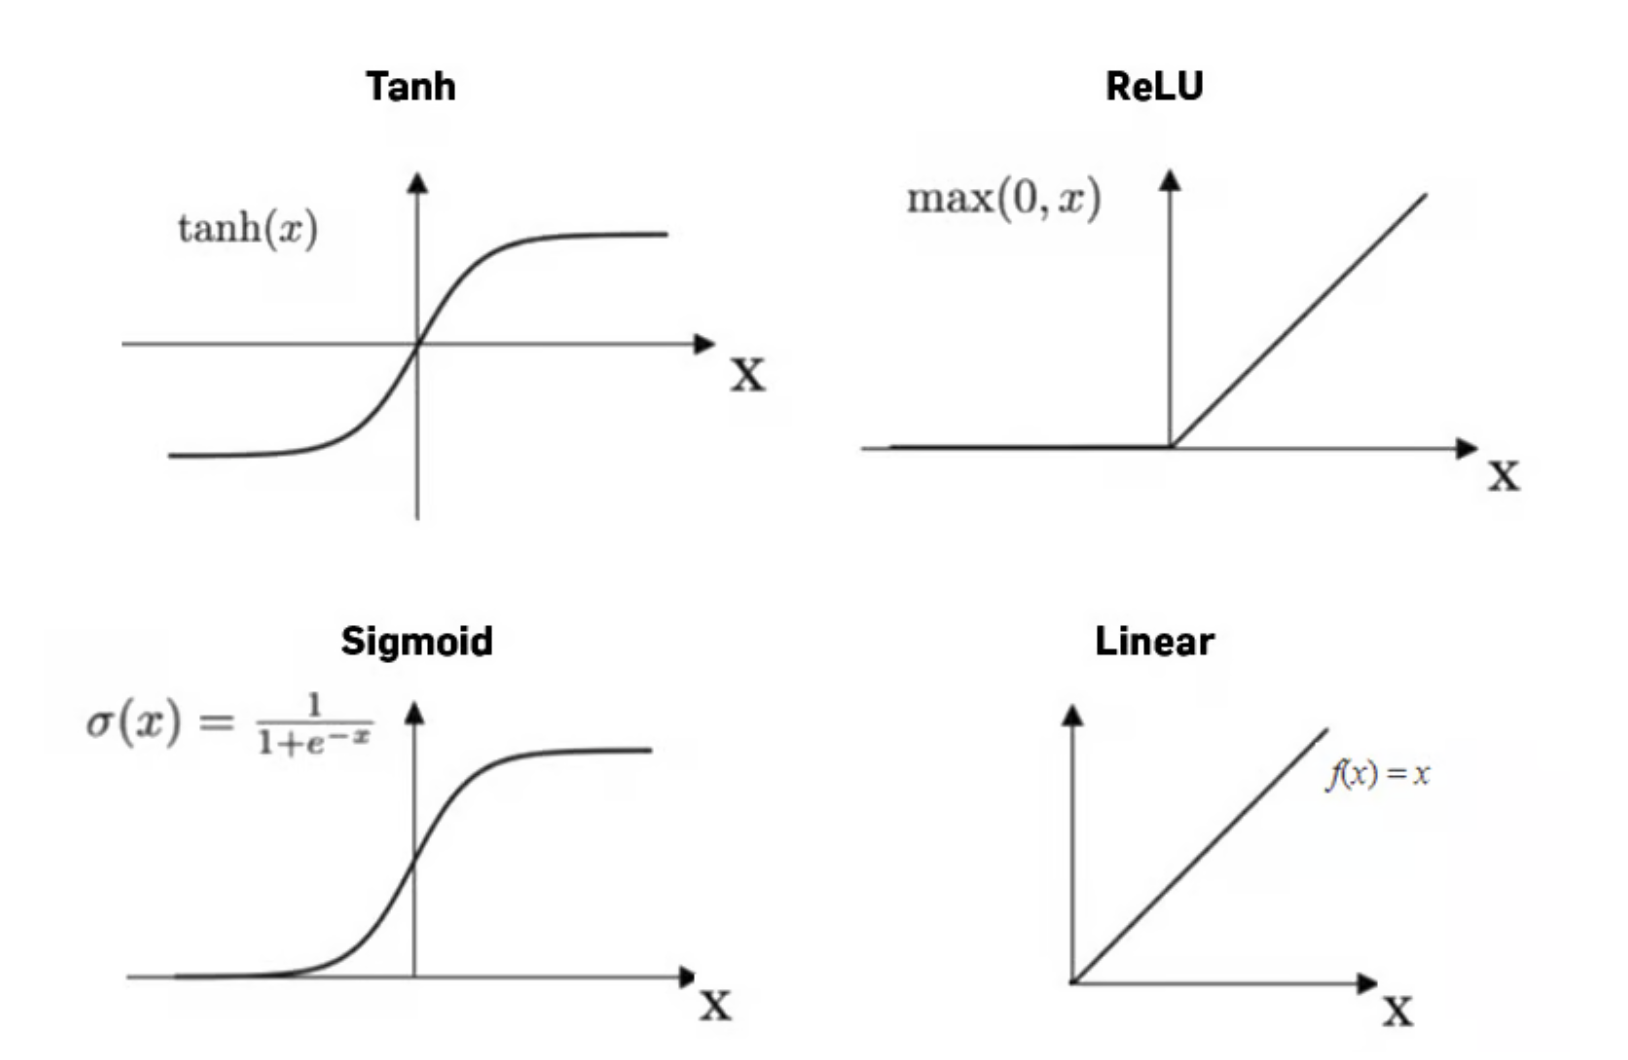 Tanh
tanh(x)
X
ReLU
max(0, x)
X
Sigmoid
σ(x) = 1/(1+e^−x)
X
Linear
f(x) = x
X